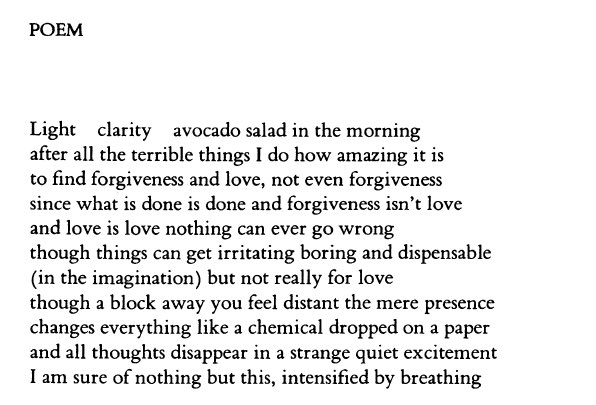 POEM
Light clarity avocado salad in the morning
after all the terrible things I do how amazing it is
to find forgiveness and love, not even forgiveness
since what is done is done and forgiveness isn't love
and love is love nothing can ever go wrong
though things can get irritating boring and dispensable
(in the imagination) but not really for love
though a block away you feel distant the mere presence
changes everything like a chemical dropped on a paper
and all thoughts disappear in a strange quiet excitement
I am sure of nothing but this, intensified by breathing